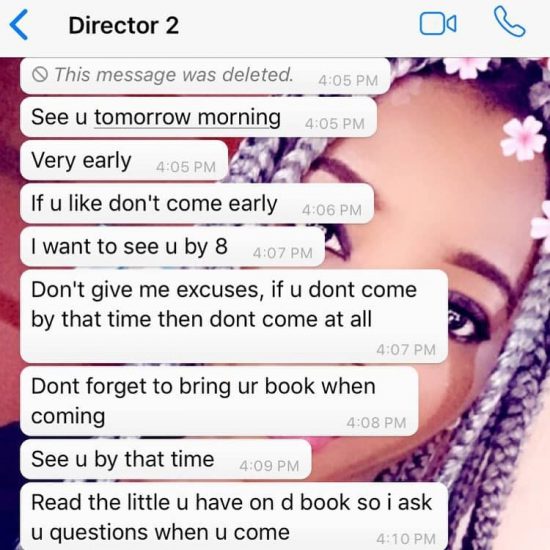 Director 2
This message was deleted. 4:05 PM
See u tomorrow morning 4:05 PM
Very early 4:05 PM
If u like don't come early 4:06 PM
I want to see u by 8 4:07 PM
Don't give me excuses, if u dont come
by that time then dont come at all
4:07 PM
Dont forget to bring ur book when
coming 4:08 PM
See u by that time 4:09 PM
Read the little u have on d book so i ask
u questions when u come 4:10 PM